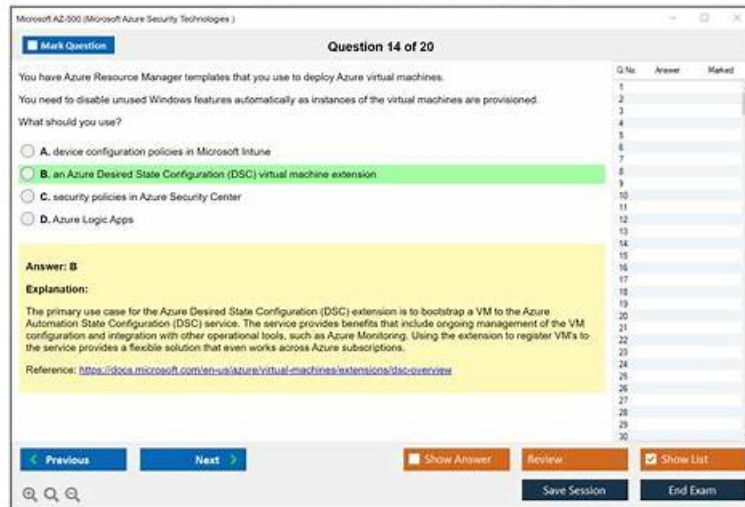 Microsoft AZ-500 (Microsoft Azure Security Technologies )
Mark Question
Question 14 of 20
You have Azure Resource Manager templates that you use to deploy Azure virtual machines.
You need to disable unused Windows features automatically as instances of the virtual machines are provisioned.
What should you use?
A. device configuration policies in Microsoft Intune
B. an Azure Desired State Configuration (DSC) virtual machine extension
C. security policies in Azure Security Center
D. Azure Logic Apps
Answer: B
Explanation:
The primary use case for the Azure Desired State Configuration (DSC) extension is to bootstrap a VM to the Azure
Automation State Configuration (DSC) service. The service provides benefits that include ongoing management of the VM
configuration and integration with other operational tools, such as Azure Monitoring. Using the extension to register VM's to
the service provides a flexible solution that even works across Azure subscriptions.
Reference: https://docs.microsoft.com/en-us/azure/virtual-machines/extensions/dsc-overview
Q.No. Answer Marked
1
2
3
4
5
6
7
8
9
10
11
12
13
14
15
16
17
18
19
20
21
22
23
24
25
26
27
28
29
30
Previous
Next
Show Answer
Review
Show List
Save Session
End Exam